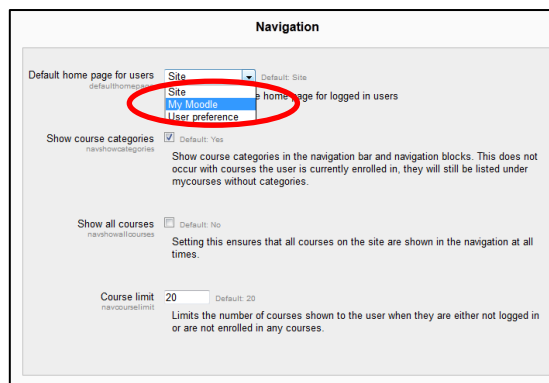 Navigation
Default home page for users Site Default: Site
defaulthomepage
Site
My Moodle home page for logged in users
User preference
Show course categories Default: Yes
navshowcategories
Show course categories in the navigation bar and navigation blocks. This does not
occur with courses the user is currently enrolled in, they will still be listed under
mycourses without categories.
Show all courses Default: No
navshowallcourses
Setting this ensures that all courses on the site are shown in the navigation at all
times.
Course limit 20 Default: 20
navcourselimit
Limits the number of courses shown to the user when they are either not logged in
or are not enrolled in any courses.